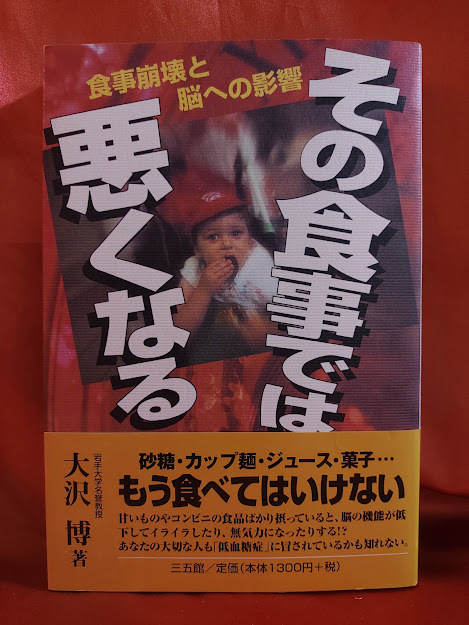 食事崩壊と
脳への影響
その食事では
悪くなる
岩手大学名誉教授
大沢 博 著
砂糖・カップ麺・ジュース・菓子…
もう食べてはいけない
甘いものやコンビニの食品ばかり摂っていると、脳の機能が低
下してイライラしたり、無気力になったりする!?
あなたの大切な人も「低血糖症」に冒されているかも知れない。
三五館／定価（本体1300円＋税）